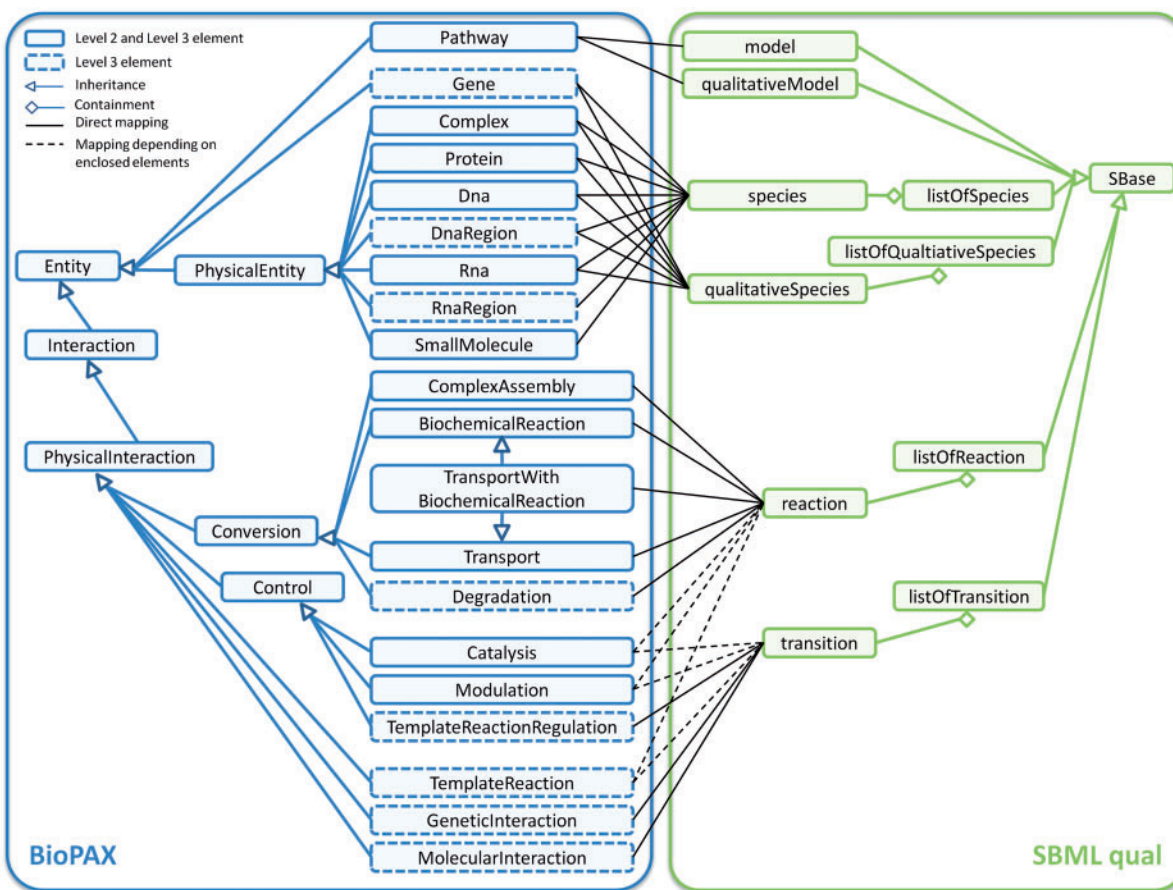 Level 2 and Level 3 element
Level 3 element
Inheritance
Containment
Direct mapping
Mapping depending on
enclosed elements
Pathway
Gene
Complex
Protein
Dna
DnaRegion
Entity
PhysicalEntity
Rna
RnaRegion
Interaction
SmallMolecule
ComplexAssembly
BiochemicalReaction
PhysicalInteraction
TransportWith
BiochemicalReaction
Conversion
Transport
Control
Degradation
Catalysis
Modulation
TemplateReactionRegulation
TemplateReaction
GeneticInteraction
MolecularInteraction
BioPAX
model
qualitativeModel
SBase
species
listOfSpecies
listOfQualtiativeSpecies
qualitativeSpecies
listOfReaction
reaction
listOfTransition
transition
SBML qual